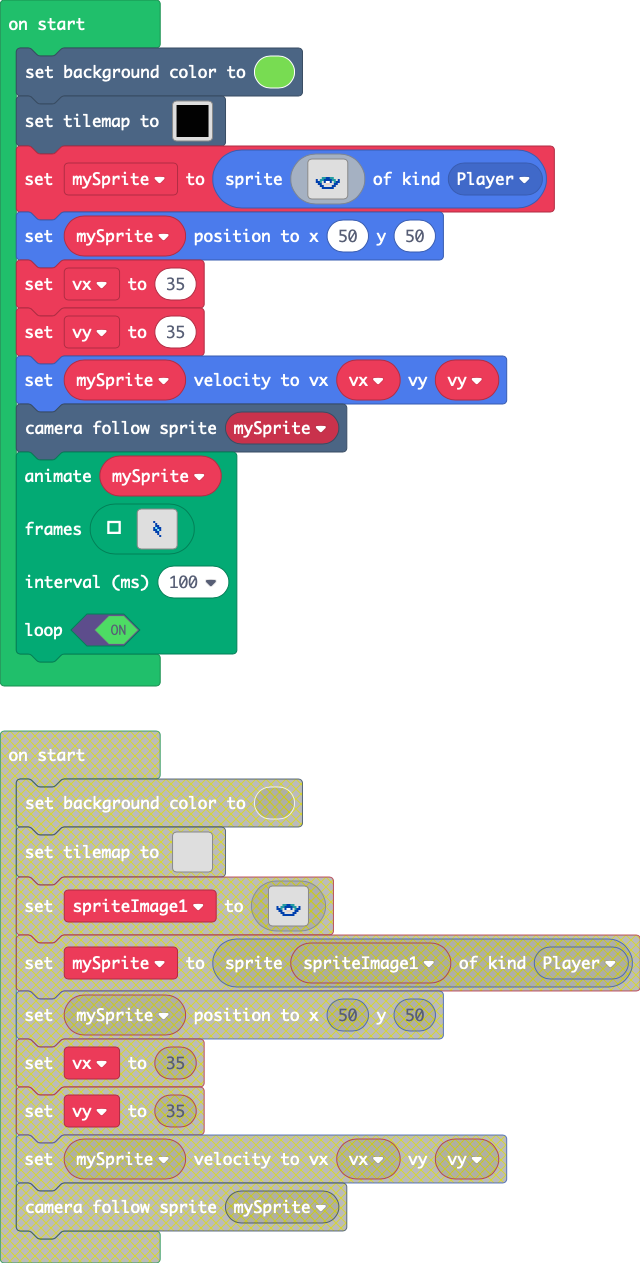 on start
set background color to
set tilemap to
set mySprite to sprite of kind Player
set mySprite position to x 50 y 50
set vx to 35
set vy to 35
set mySprite velocity to vx vx vy vy
camera follow sprite mySprite
animate mySprite
frames
interval (ms) 100
loop ON
on start
set background color to
set tilemap to
set spriteImage1 to
set mySprite to sprite spriteImage1 of kind Player
set mySprite position to x 50 y 50
set vx to 35
set vy to 35
set mySprite velocity to vx vx vy vy
camera follow sprite mySprite